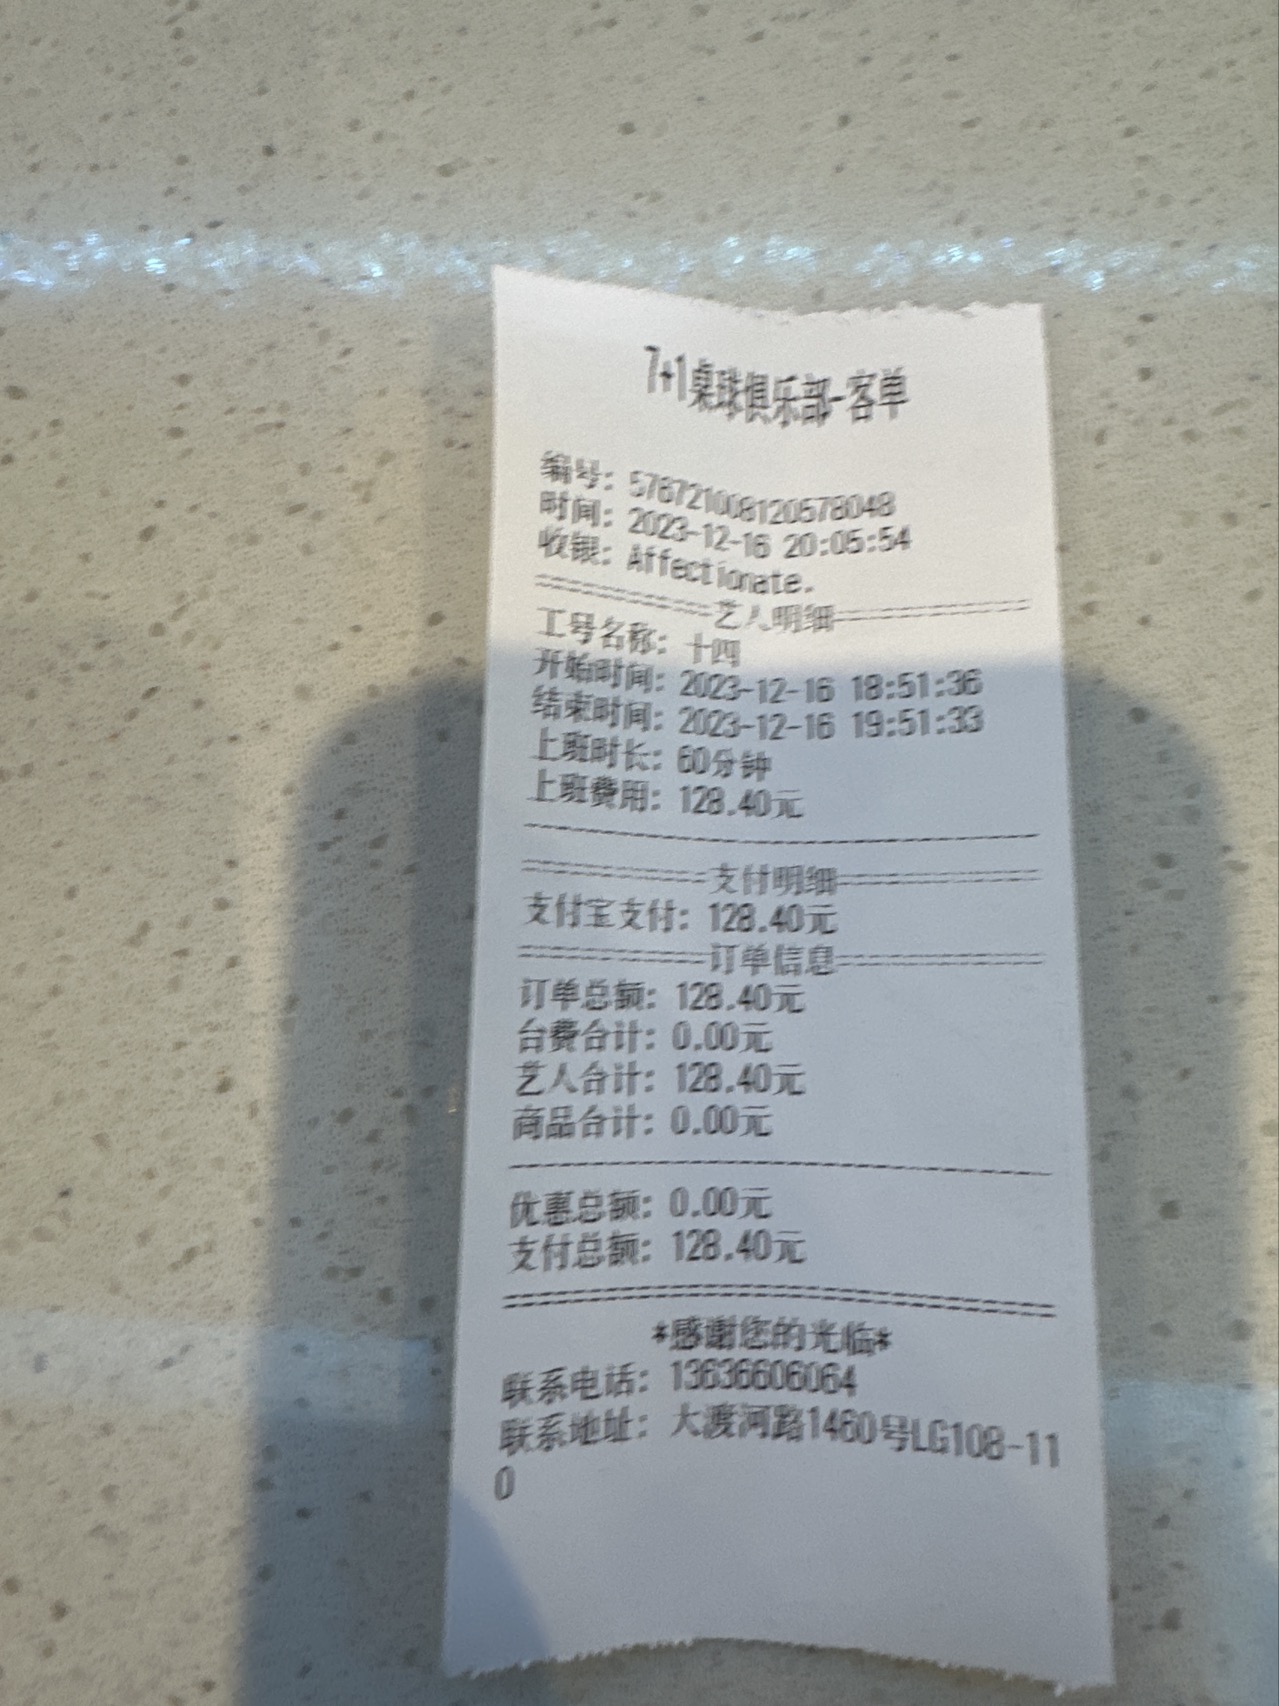 7+1桌球俱乐部-客单
编号：576721008120578048
时间：2023-12-16 20:05:54
收银：Affectionate.
==========艺人明细==========
工号名称：十四
开始时间：2023-12-16 18:51:36
结束时间：2023-12-16 19:51:33
上班时长：60分钟
上班费用：128.40元
==========支付明细==========
支付宝支付：128.40元
==========订单信息==========
订单总额：128.40元
台费合计：0.00元
艺人合计：128.40元
商品合计：0.00元
优惠总额：0.00元
支付总额：128.40元
*感谢您的光临*
联系电话：13636606064
联系地址：大渡河路1460号LG108-11
0